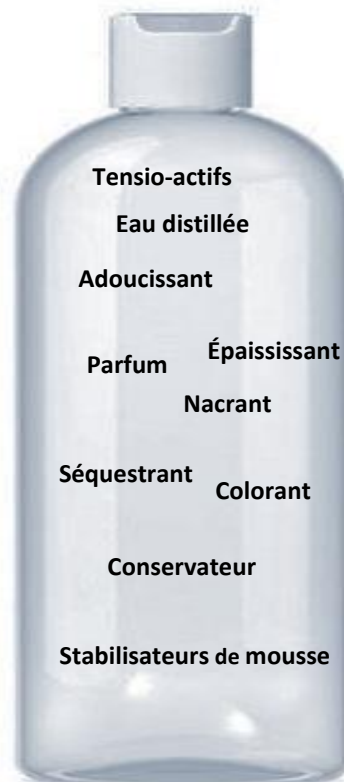 Tensio-actifs
Eau distillée
Adoucissant
Épaississant
Parfum
Nacrant
Séquestrant
Colorant
Conservateur
Stabilisateurs de mousse